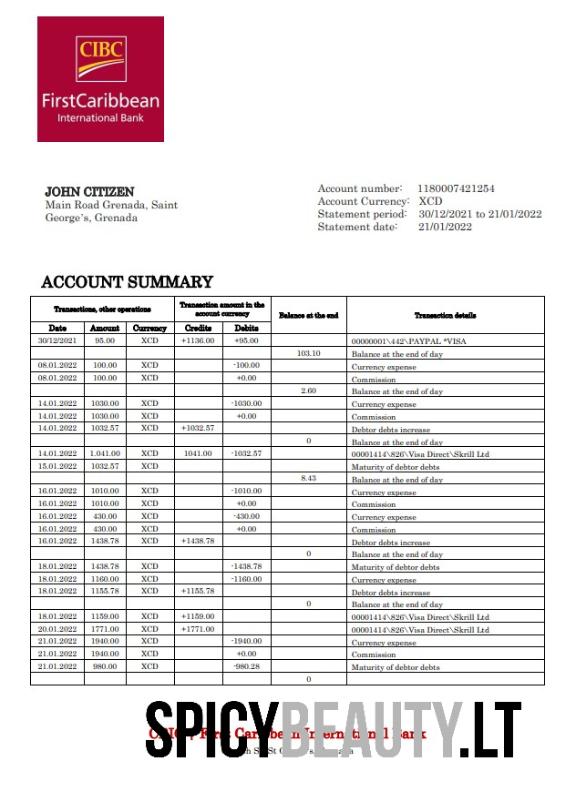 CIBC
FirstCaribbean
International Bank
JOHN CITIZEN
Main Road Grenada, Saint
George's, Grenada
Account number: 1180007421254
Account Currency: XCD
Statement period: 30/12/2021 to 21/01/2022
Statement date: 21/01/2022
ACCOUNT SUMMARY
Transactions, other operations Transaction amount in the account currency Balance at the end Transaction details
Date Amount Currency Credits Debits
30/12/2021 95.00 XCD +1136.00 +95.00 00000001\442\PAYPAL *VISA
103.10 Balance at the end of day
08.01.2022 100.00 XCD -100.00 Currency expense
08.01.2022 100.00 XCD +0.00 Commission
2.60 Balance at the end of day
14.01.2022 1030.00 XCD -1030.00 Currency expense
14.01.2022 1030.00 XCD +0.00 Commission
14.01.2022 1032.57 XCD +1032.57 Debtor debts increase
0 Balance at the end of day
14.01.2022 1.041.00 XCD 1041.00 -1032.57 00001414\826\Visa Direct\Skrill Ltd
15.01.2022 1032.57 XCD Maturity of debtor debts
8.43 Balance at the end of day
16.01.2022 1010.00 XCD -1010.00 Currency expense
16.01.2022 1010.00 XCD +0.00 Commission
16.01.2022 430.00 XCD -430.00 Currency expense
16.01.2022 430.00 XCD +0.00 Commission
16.01.2022 1438.78 XCD +1438.78 Debtor debts increase
0 Balance at the end of day
18.01.2022 1438.78 XCD -1438.78 Maturity of debtor debts
18.01.2022 1160.00 XCD -1160.00 Currency expense
18.01.2022 1155.78 XCD +1155.78 Debtor debts increase
0 Balance at the end of day
18.01.2022 1159.00 XCD +1159.00 00001414\826\Visa Direct\Skrill Ltd
20.01.2022 1771.00 XCD +1771.00 00001414\826\Visa Direct\Skrill Ltd
21.01.2022 1940.00 XCD -1940.00 Currency expense
21.01.2022 1940.00 XCD +0.00 Commission
21.01.2022 980.00 XCD -980.28 Maturity of debtor debts
0
SPICYBEAUTY.LT
Bank